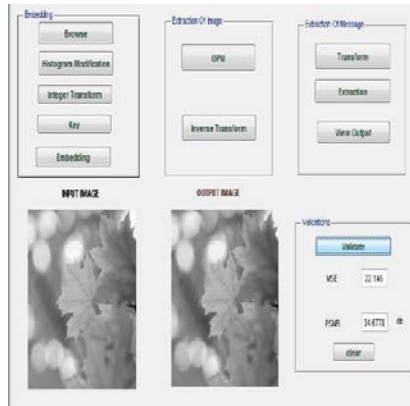 Embedding
Browse
Histogram Modification
Integer Transform
Key
Embedding
Extraction Of Image
OPM
Inverse Transform
Extraction Of Message
Transform
Extraction
View Output
INPUT IMAGE
OUTPUT IMAGE
Validations
Validate
MSE
22.146
PSNR
34.6778
db
clear